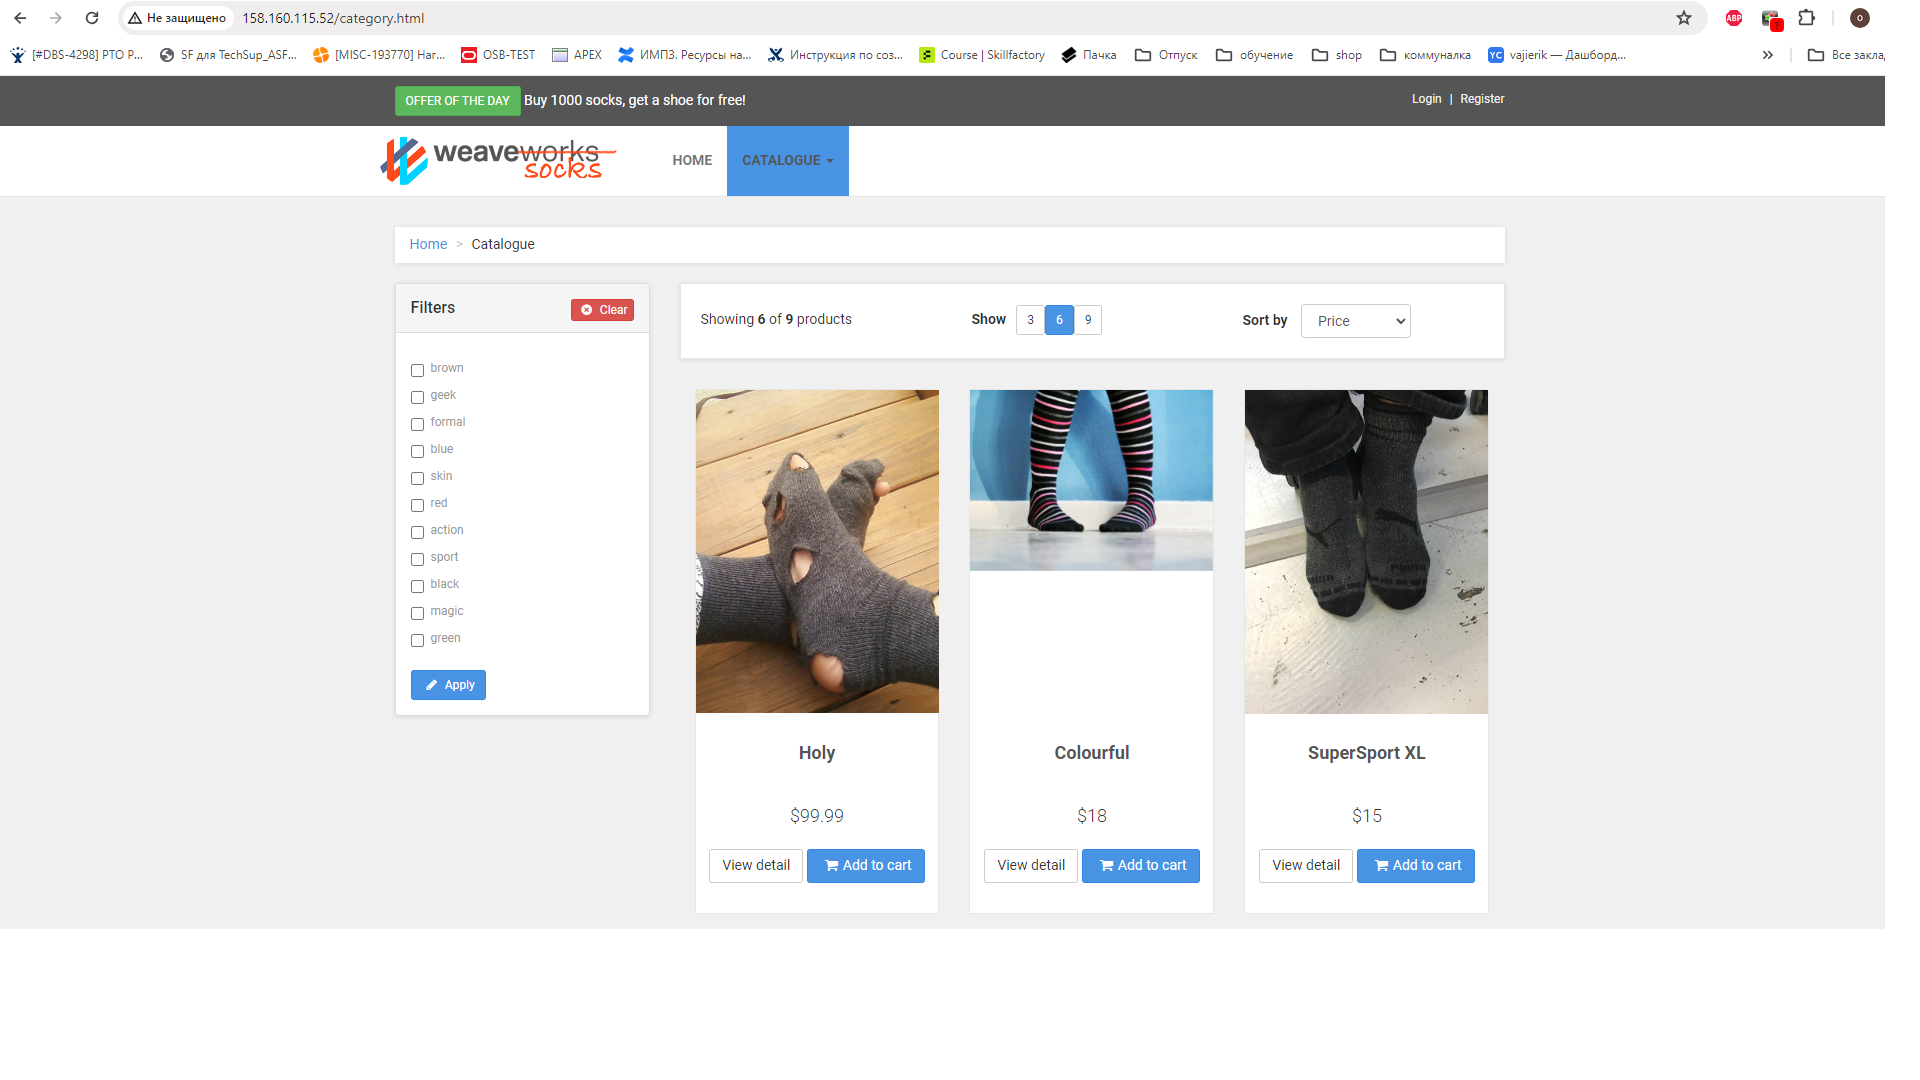 Не защищено 158.160.115.52/category.html
ABP
2
O
[#DBS-4298] РТО Р...
SF для TechSup_ASF...
[MISC-193770] Наг...
OSB-TEST
APEX
ИМПЗ. Ресурсы на...
Инструкция по соз...
Course | Skillfactory
Пачка
Отпуск
обучение
shop
коммуналка
YC vajierik — Дашборд...
Все закла
OFFER OF THE DAY Buy 1000 socks, get a shoe for free!
Login | Register
weaveworks
socks
HOME
CATALOGUE
Home > Catalogue
Filters
Clear
brown
geek
formal
blue
skin
red
action
sport
black
magic
green
Apply
Showing 6 of 9 products
Show 3 6 9
Sort by Price
Holy
$99.99
View detail Add to cart
Colourful
$18
View detail Add to cart
SuperSport XL
$15
View detail Add to cart